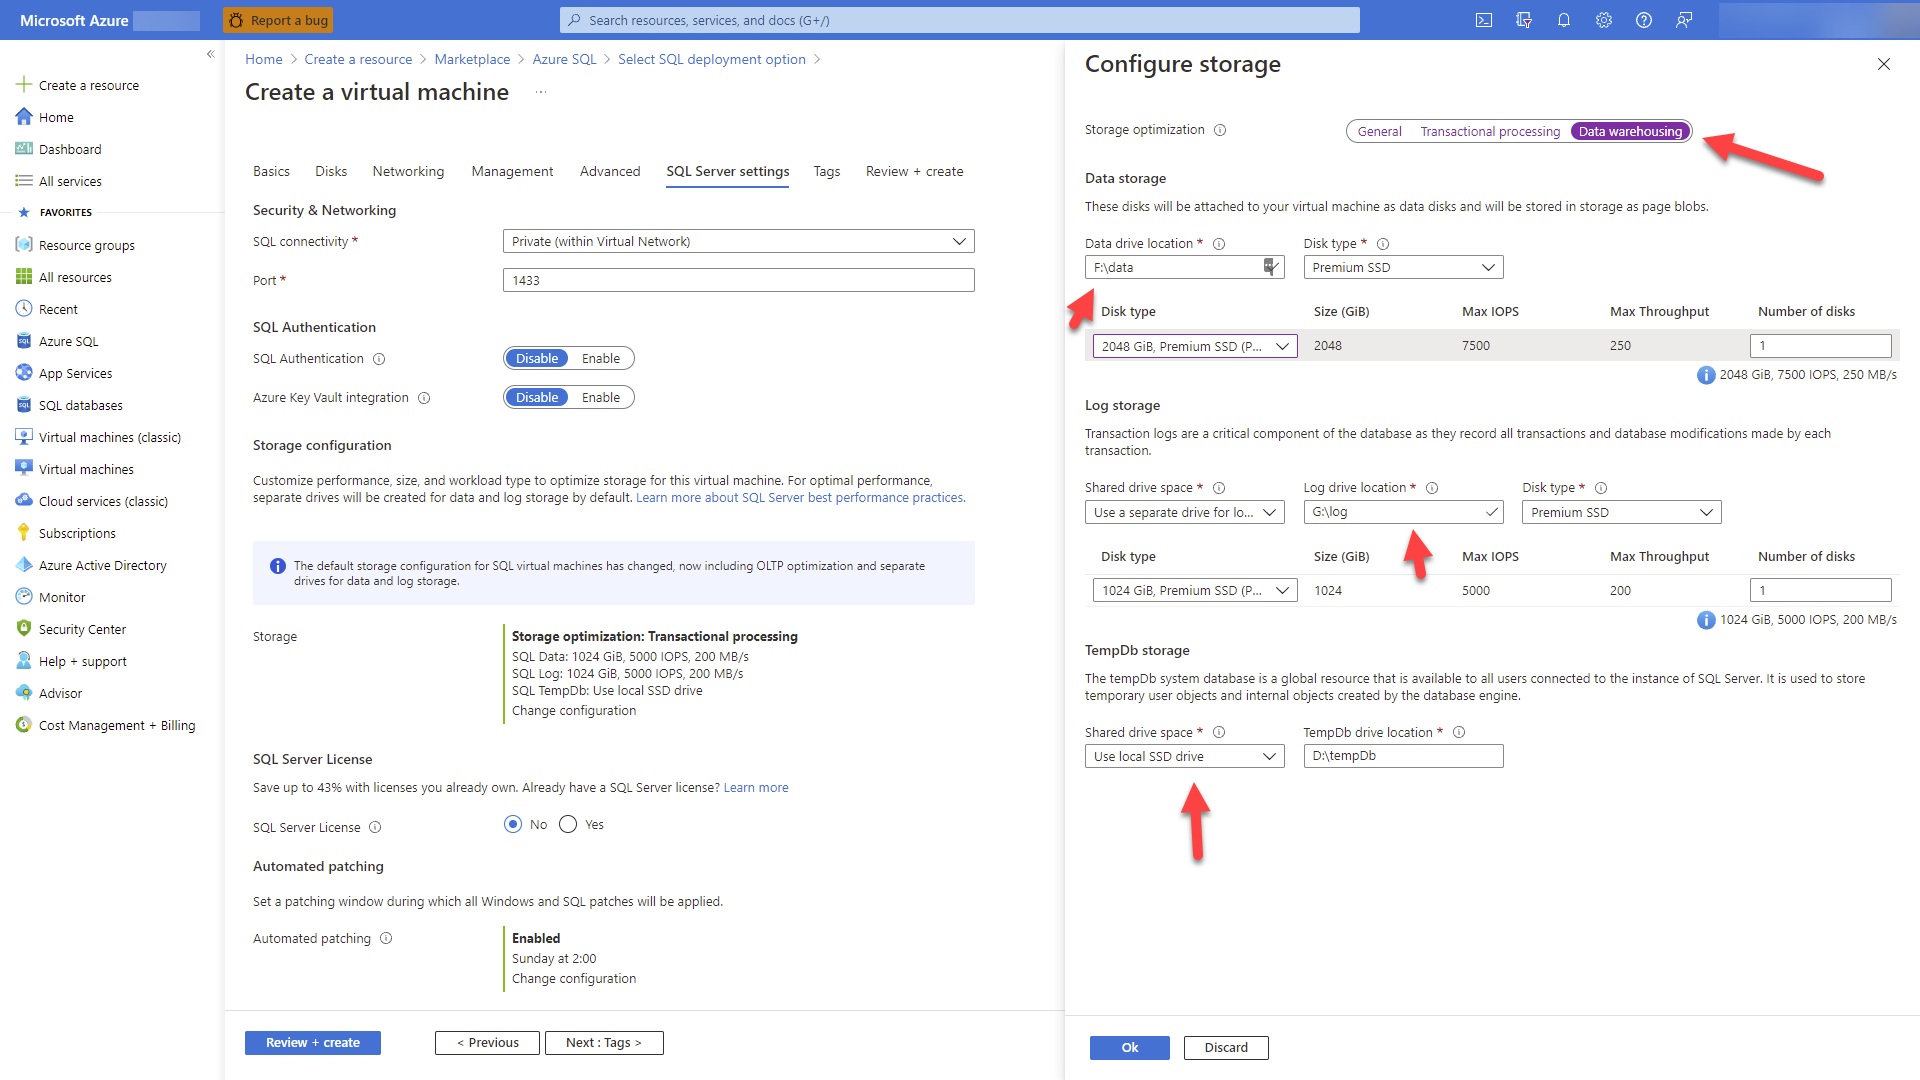 Microsoft Azure
Report a bug
Search resources, services, and docs (G+/)
Create a resource
Home
Dashboard
All services
FAVORITES
Resource groups
All resources
Recent
Azure SQL
App Services
SQL databases
Virtual machines (classic)
Virtual machines
Cloud services (classic)
Subscriptions
Azure Active Directory
Monitor
Security Center
Help + support
Advisor
Cost Management + Billing
Home > Create a resource > Marketplace > Azure SQL > Select SQL deployment option >
Create a virtual machine ...
Basics Disks Networking Management Advanced SQL Server settings Tags Review + create
Security & Networking
SQL connectivity * Private (within Virtual Network)
Port * 1433
SQL Authentication
SQL Authentication Disable Enable
Azure Key Vault integration Disable Enable
Storage configuration
Customize performance, size, and workload type to optimize storage for this virtual machine. For optimal performance,
separate drives will be created for data and log storage by default. Learn more about SQL Server best performance practices.
The default storage configuration for SQL virtual machines has changed, now including OLTP optimization and separate
drives for data and log storage.
Storage Storage optimization: Transactional processing
SQL Data: 1024 GiB, 5000 IOPS, 200 MB/s
SQL Log: 1024 GiB, 5000 IOPS, 200 MB/s
SQL TempDb: Use local SSD drive
Change configuration
SQL Server License
Save up to 43% with licenses you already own. Already have a SQL Server license? Learn more
SQL Server License No Yes
Automated patching
Set a patching window during which all Windows and SQL patches will be applied.
Automated patching Enabled
Sunday at 2:00
Change configuration
Review + create < Previous Next : Tags >
Configure storage
Storage optimization General Transactional processing Data warehousing
Data storage
These disks will be attached to your virtual machine as data disks and will be stored in storage as page blobs.
Data drive location * Disk type *
F:\data Premium SSD
Disk type Size (GiB) Max IOPS Max Throughput Number of disks
2048 GiB, Premium SSD (P... 2048 7500 250 1
2048 GiB, 7500 IOPS, 250 MB/s
Log storage
Transaction logs are a critical component of the database as they record all transactions and database modifications made by each
transaction.
Shared drive space * Log drive location * Disk type *
Use a separate drive for lo... G:\log Premium SSD
Disk type Size (GiB) Max IOPS Max Throughput Number of disks
1024 GiB, Premium SSD (P... 1024 5000 200 1
1024 GiB, 5000 IOPS, 200 MB/s
TempDb storage
The tempDb system database is a global resource that is available to all users connected to the instance of SQL Server. It is used to store
temporary user objects and internal objects created by the database engine.
Shared drive space * TempDb drive location *
Use local SSD drive D:\tempDb
Ok Discard